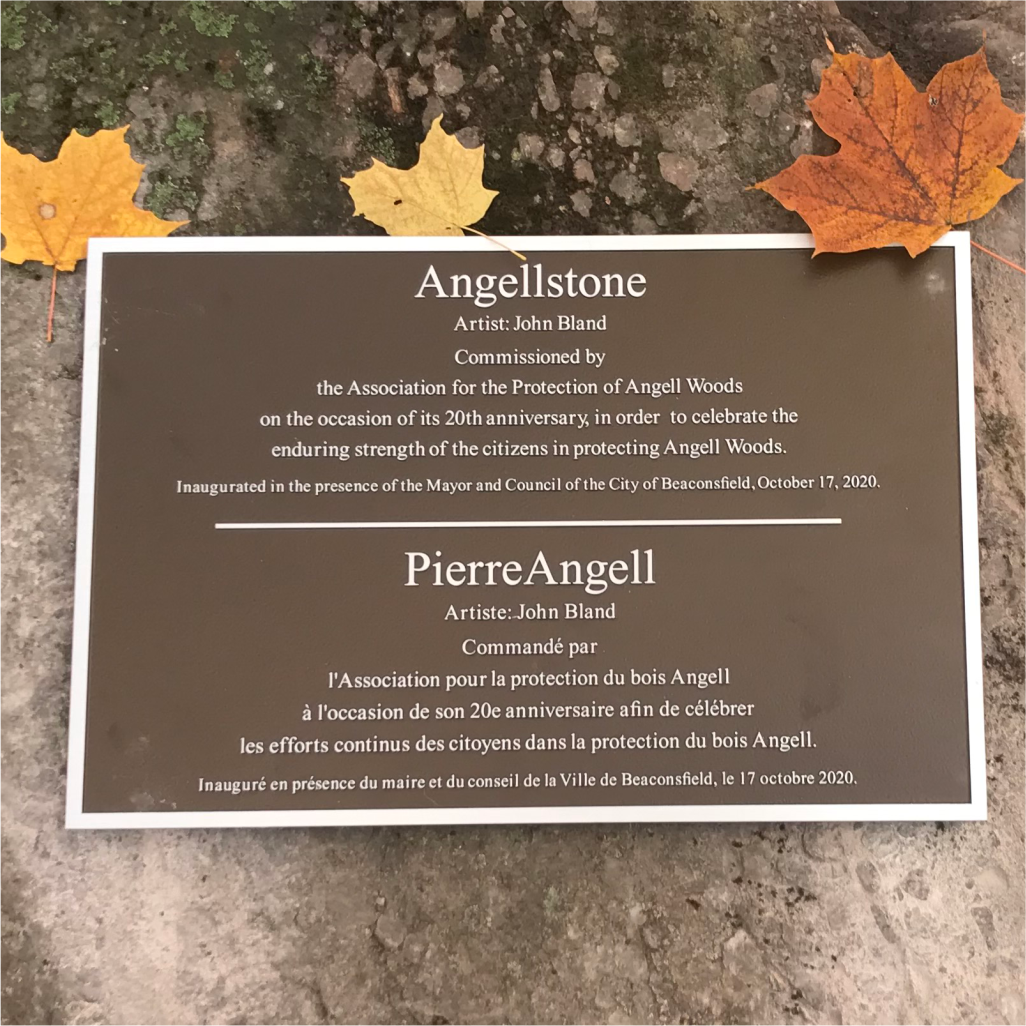 Angellstone
Artist: John Bland
Commissioned by
the Association for the Protection of Angell Woods
on the occasion of its 20th anniversary, in order to celebrate the
enduring strength of the citizens in protecting Angell Woods.
Inaugurated in the presence of the Mayor and Council of the City of Beaconsfield, October 17, 2020.
PierreAngell
Artiste: John Bland
Commandé par
l'Association pour la protection du bois Angell
à l'occasion de son 20e anniversaire afin de célébrer
les efforts continus des citoyens dans la protection du bois Angell.
Inauguré en présence du maire et du conseil de la Ville de Beaconsfield, le 17 octobre 2020.